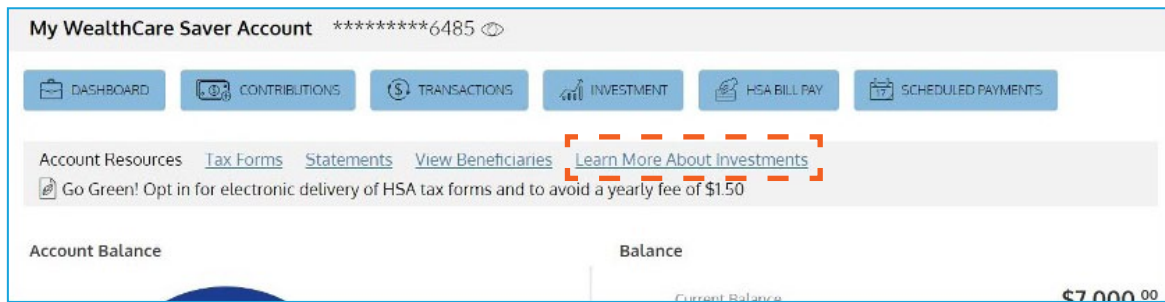 My WealthCare Saver Account *********6485
DASHBOARD CONTRIBUTIONS TRANSACTIONS INVESTMENT HSA BILL PAY SCHEDULED PAYMENTS
Account Resources Tax Forms Statements View Beneficiaries Learn More About Investments
Go Green! Opt in for electronic delivery of HSA tax forms and to avoid a yearly fee of $1.50
Account Balance Balance
Current Balance $7,000.00